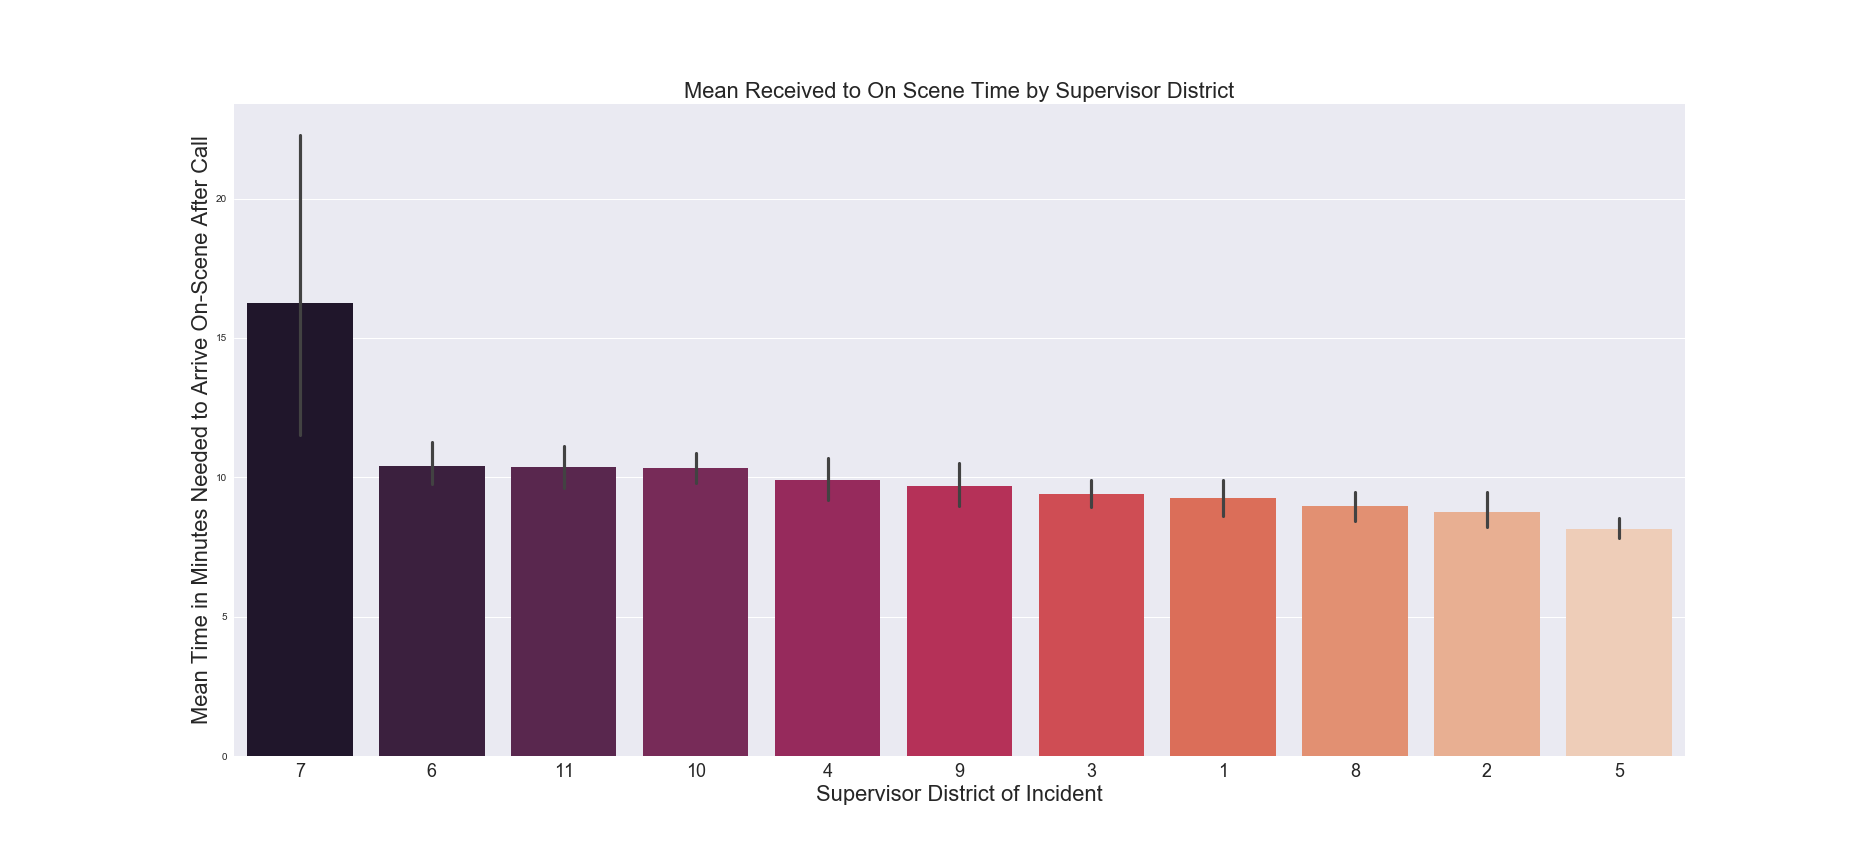 Mean Received to On Scene Time by Supervisor District
Mean Time in Minutes Needed to Arrive On-Scene After Call
20
15
10
5
0
7 6 11 10 4 9 3 1 8 2 5
Supervisor District of Incident